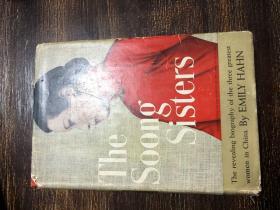 The
Soong
Sisters
The revealing biography of the three greatest
women in China By EMILY HAHN